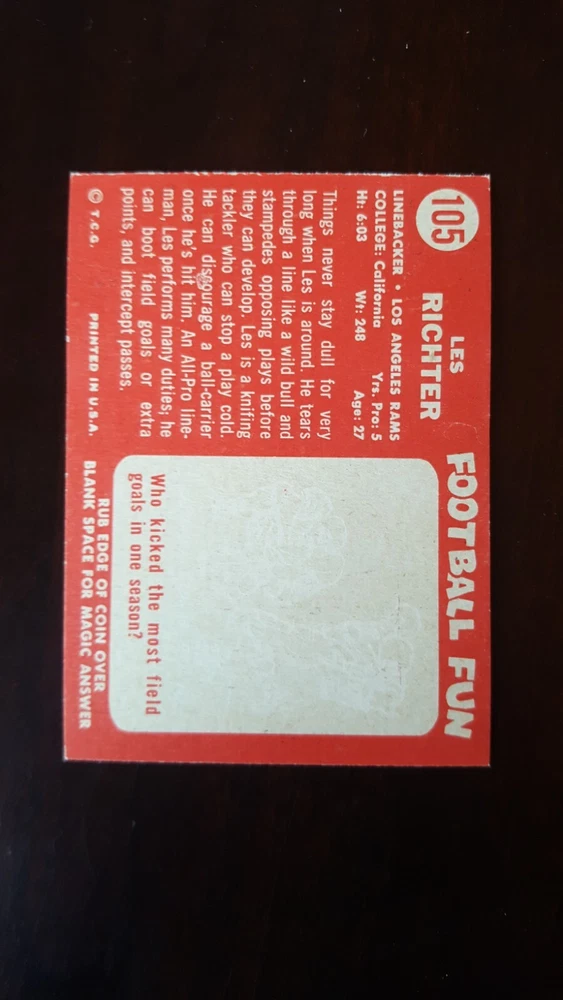 105
LES
RICHTER
LINEBACKER • LOS ANGELES RAMS
COLLEGE: California Yrs. Pro: 5
Ht: 6-03 Wt: 248 Age: 27
Things never stay dull for very
long when Les is around. He tears
through a line like a wild bull and
stampedes opposing plays before
they can develop. Les is a knifing
tackler who can stop a play cold.
He can discourage a ball-carrier
once he's hit him. An All-Pro line-
man, Les performs many duties; he
can boot field goals or extra
points, and intercept passes.
© T.C.G. PRINTED IN U.S.A.
FOOTBALL FUN
Who kicked the most field
goals in one season?
RUB EDGE OF COIN OVER
BLANK SPACE FOR MAGIC ANSWER